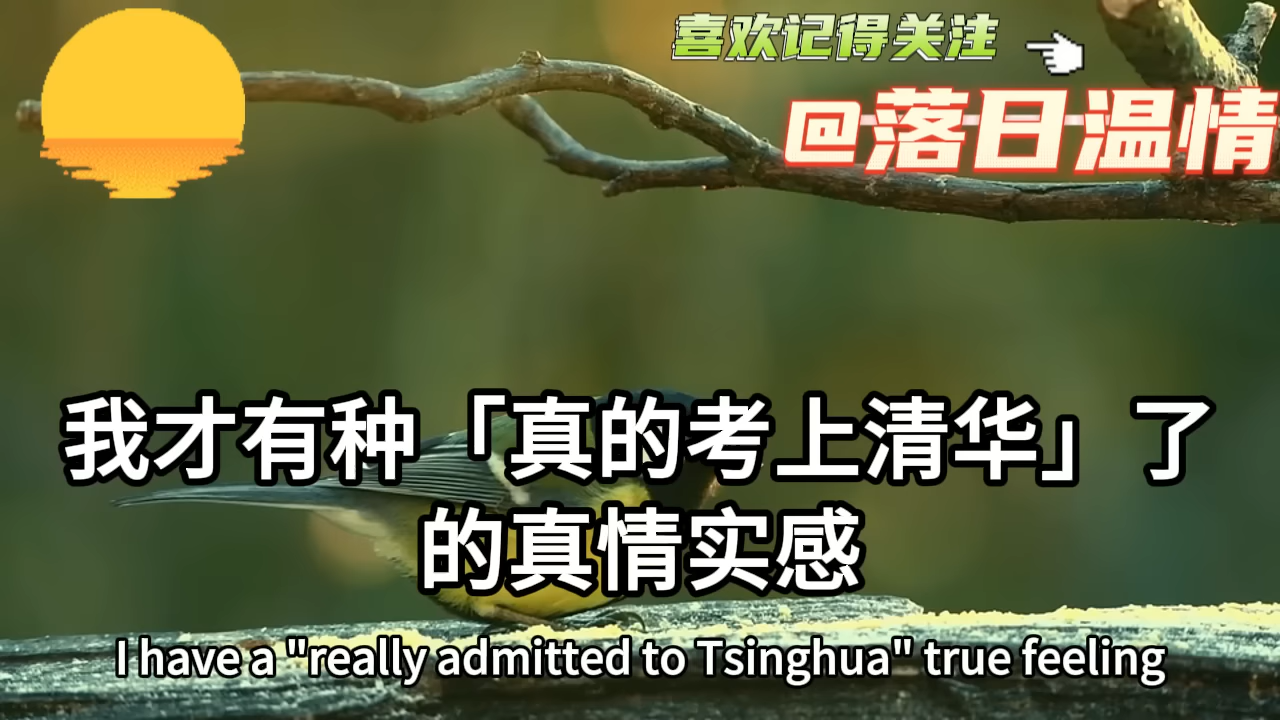 喜欢记得关注
@落日温情
我才有种「真的考上清华」了
的真情实感
I have a "really admitted to Tsinghua" true feeling